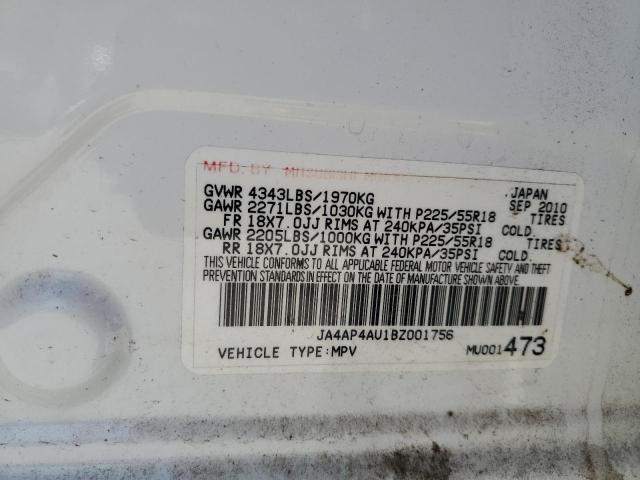 MFD. BY MITSUBISHI
JAPAN
GVWR 4343LBS/1970KG SEP 2010
GAWR 2271LBS/1030KG WITH P225/55R18 TIRES
FR 18X7.0JJ RIMS AT 240KPA/35PSI COLD.
GAWR 2205LBS/1000KG WITH P225/55R18 TIRES
RR 18X7.0JJ RIMS AT 240KPA/35PSI COLD.
THIS VEHICLE CONFORMS TO ALL APPLICABLE FEDERAL MOTOR VEHICLE SAFETY AND THEFT
PREVENTION STANDARDS IN EFFECT ON THE DATE OF MANUFACTURE SHOWN ABOVE.
JA4AP4AU1BZ001756
VEHICLE TYPE:MPV MU001473